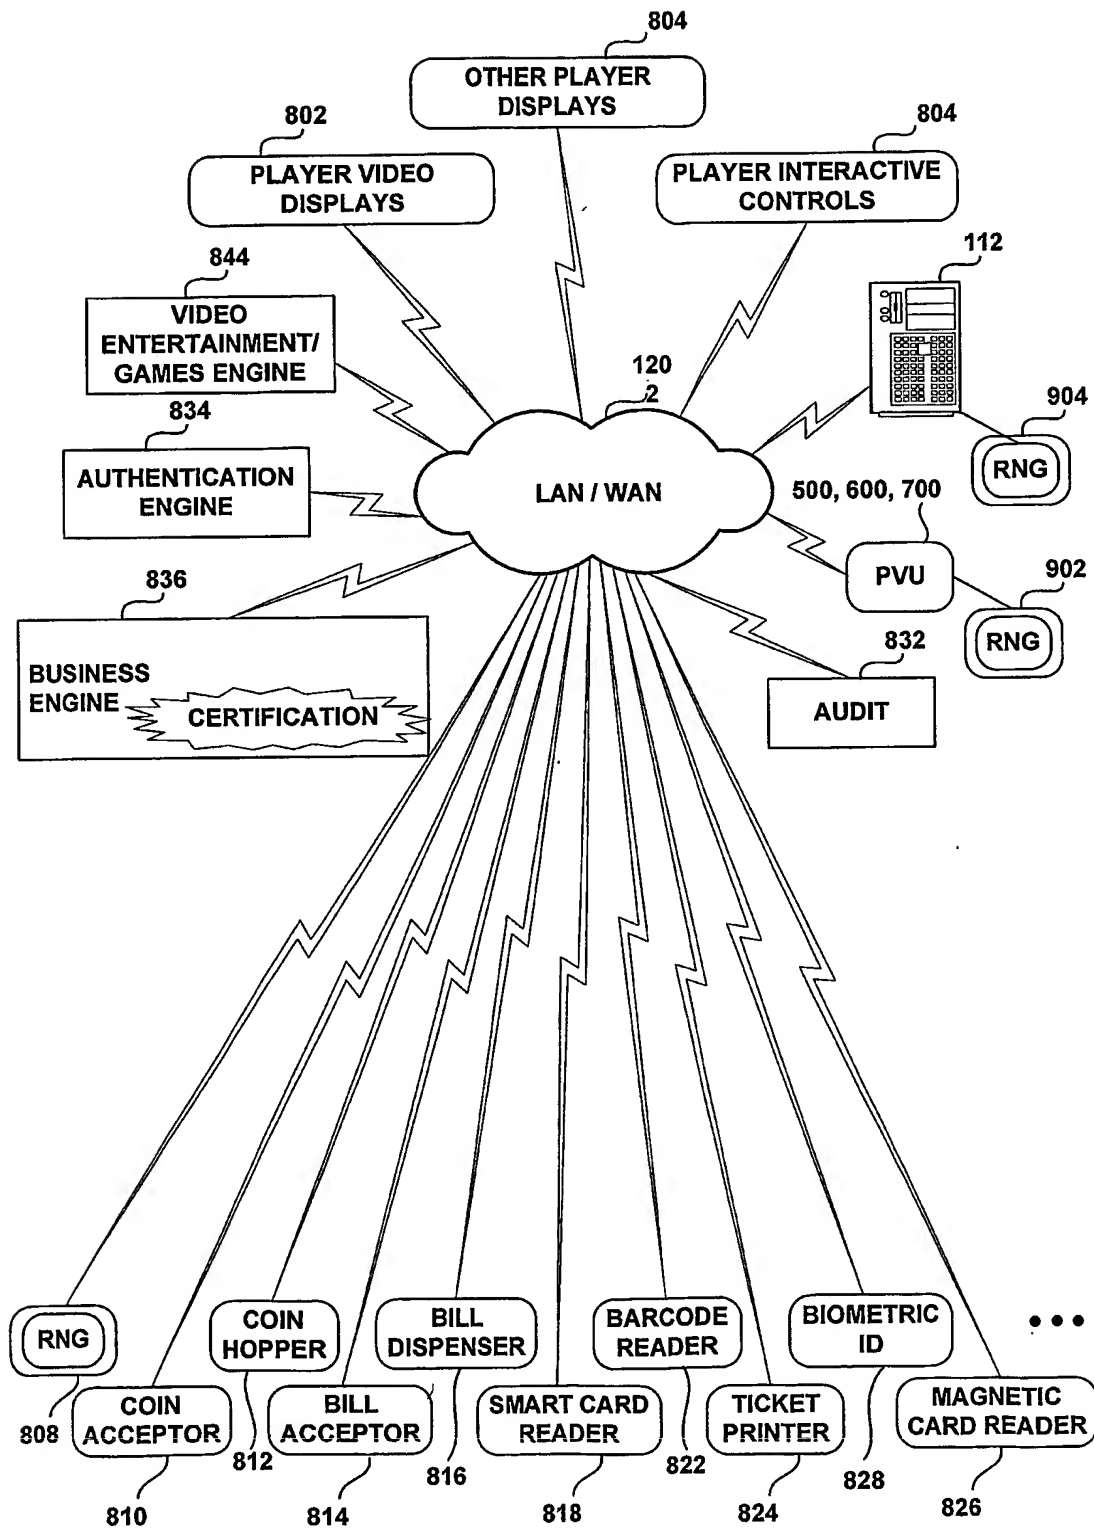 804
OTHER PLAYER
DISPLAYS
802
PLAYER VIDEO
DISPLAYS
804
PLAYER INTERACTIVE
CONTROLS
844
VIDEO
ENTERTAINMENT/
GAMES ENGINE
112
120
2
904
RNG
834
AUTHENTICATION
ENGINE
LAN / WAN
500, 600, 700
PVU
902
RNG
836
BUSINESS
ENGINE
CERTIFICATION
832
AUDIT
RNG
COIN
HOPPER
BILL
DISPENSER
BARCODE
READER
BIOMETRIC
ID
808
COIN
ACCEPTOR
812
BILL
ACCEPTOR
816
SMART CARD
READER
822
TICKET
PRINTER
828
MAGNETIC
CARD READER
810
814
818
824
826